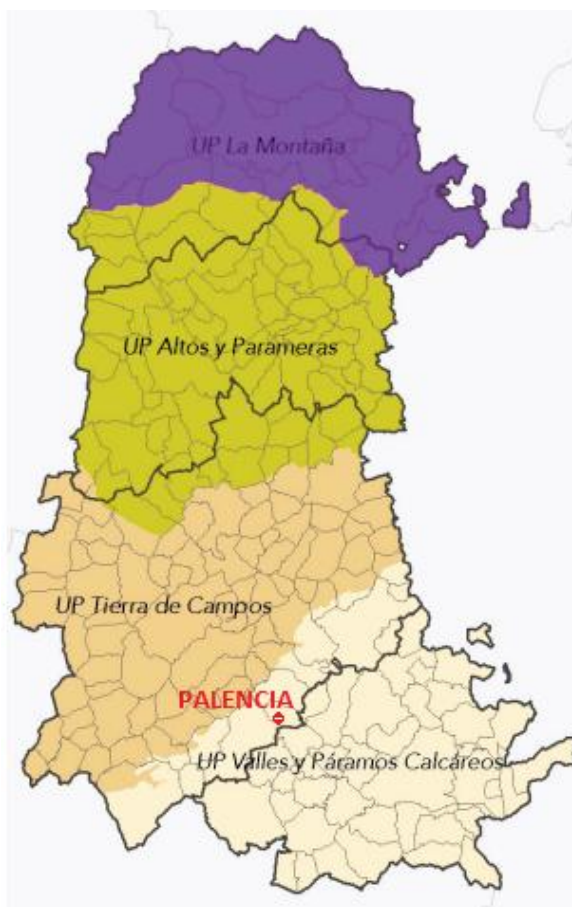 UP La Montaña
UP Altos y Parameras
UP Tierra de Campos
PALENCIA
UP Valles y Páramos Calcáreos